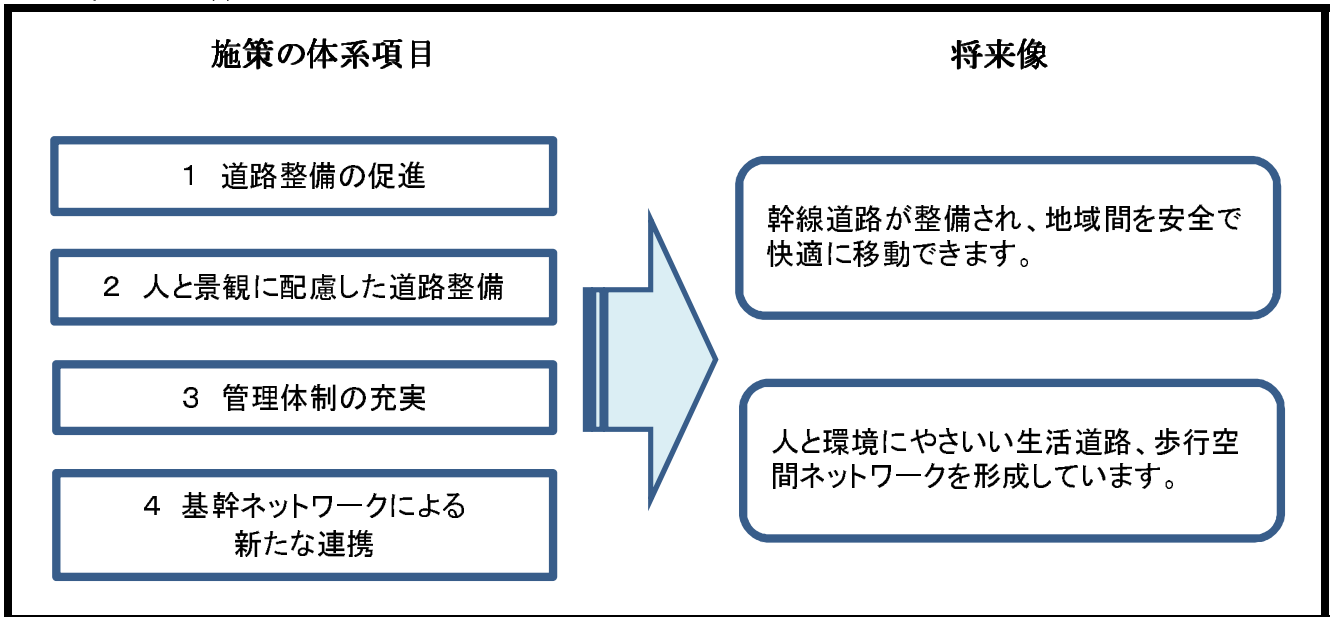 施策の体系項目
１　道路整備の促進
２　人と景観に配慮した道路整備
３　管理体制の充実
４　基幹ネットワークによる
新たな連携
将来像
幹線道路が整備され、地域間を安全で
快適に移動できます。
人と環境にやさいい生活道路、歩行空
間ネットワークを形成しています。